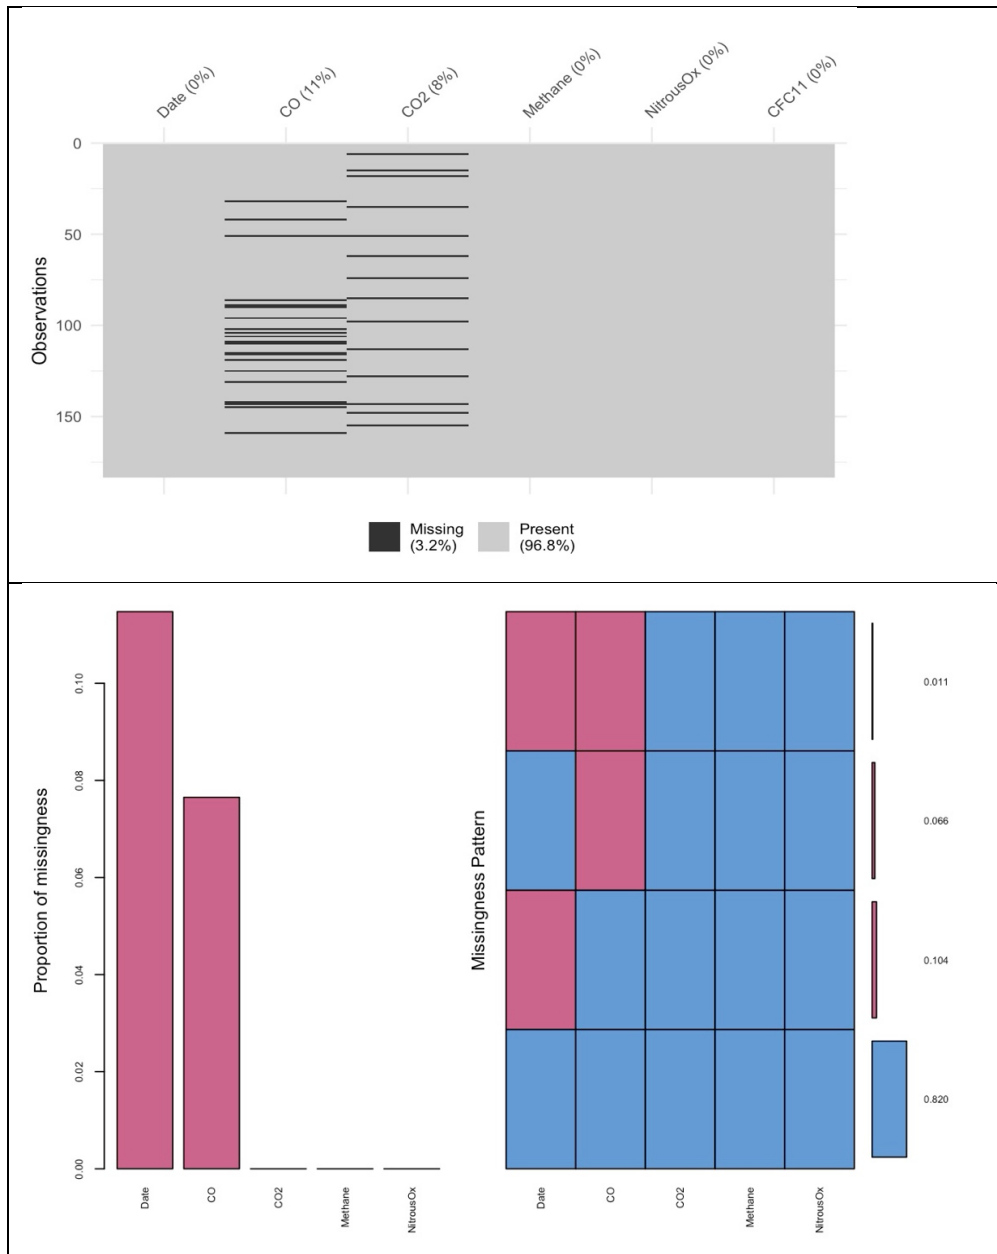 Date (0%)
CO (11%)
CO2 (8%)
Methane (0%)
NitrousOx (0%)
CFC11 (0%)
Observations
0
50
100
150
Missing
(3.2%)
Present
(96.8%)
Proportion of missingness
0.10
0.08
0.06
0.04
0.02
0.00
Date
CO
CO2
Methane
NitrousOx
Missingness Pattern
0.011
0.066
0.104
0.820
Date
CO
CO2
Methane
NitrousOx